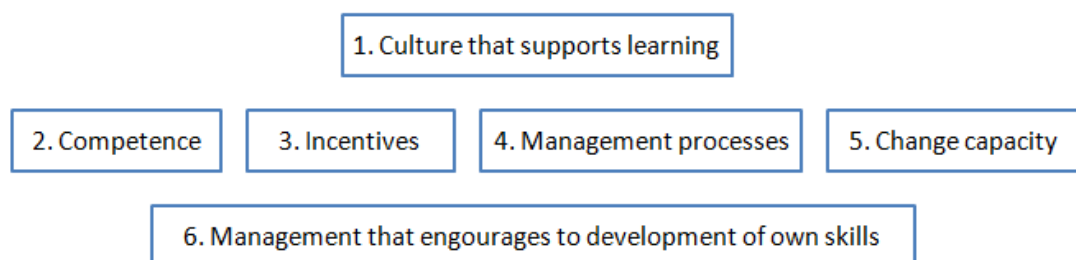 1. Culture that supports learning
2. Competence
3. Incentives
4. Management processes
5. Change capacity
6. Management that engourages to development of own skills